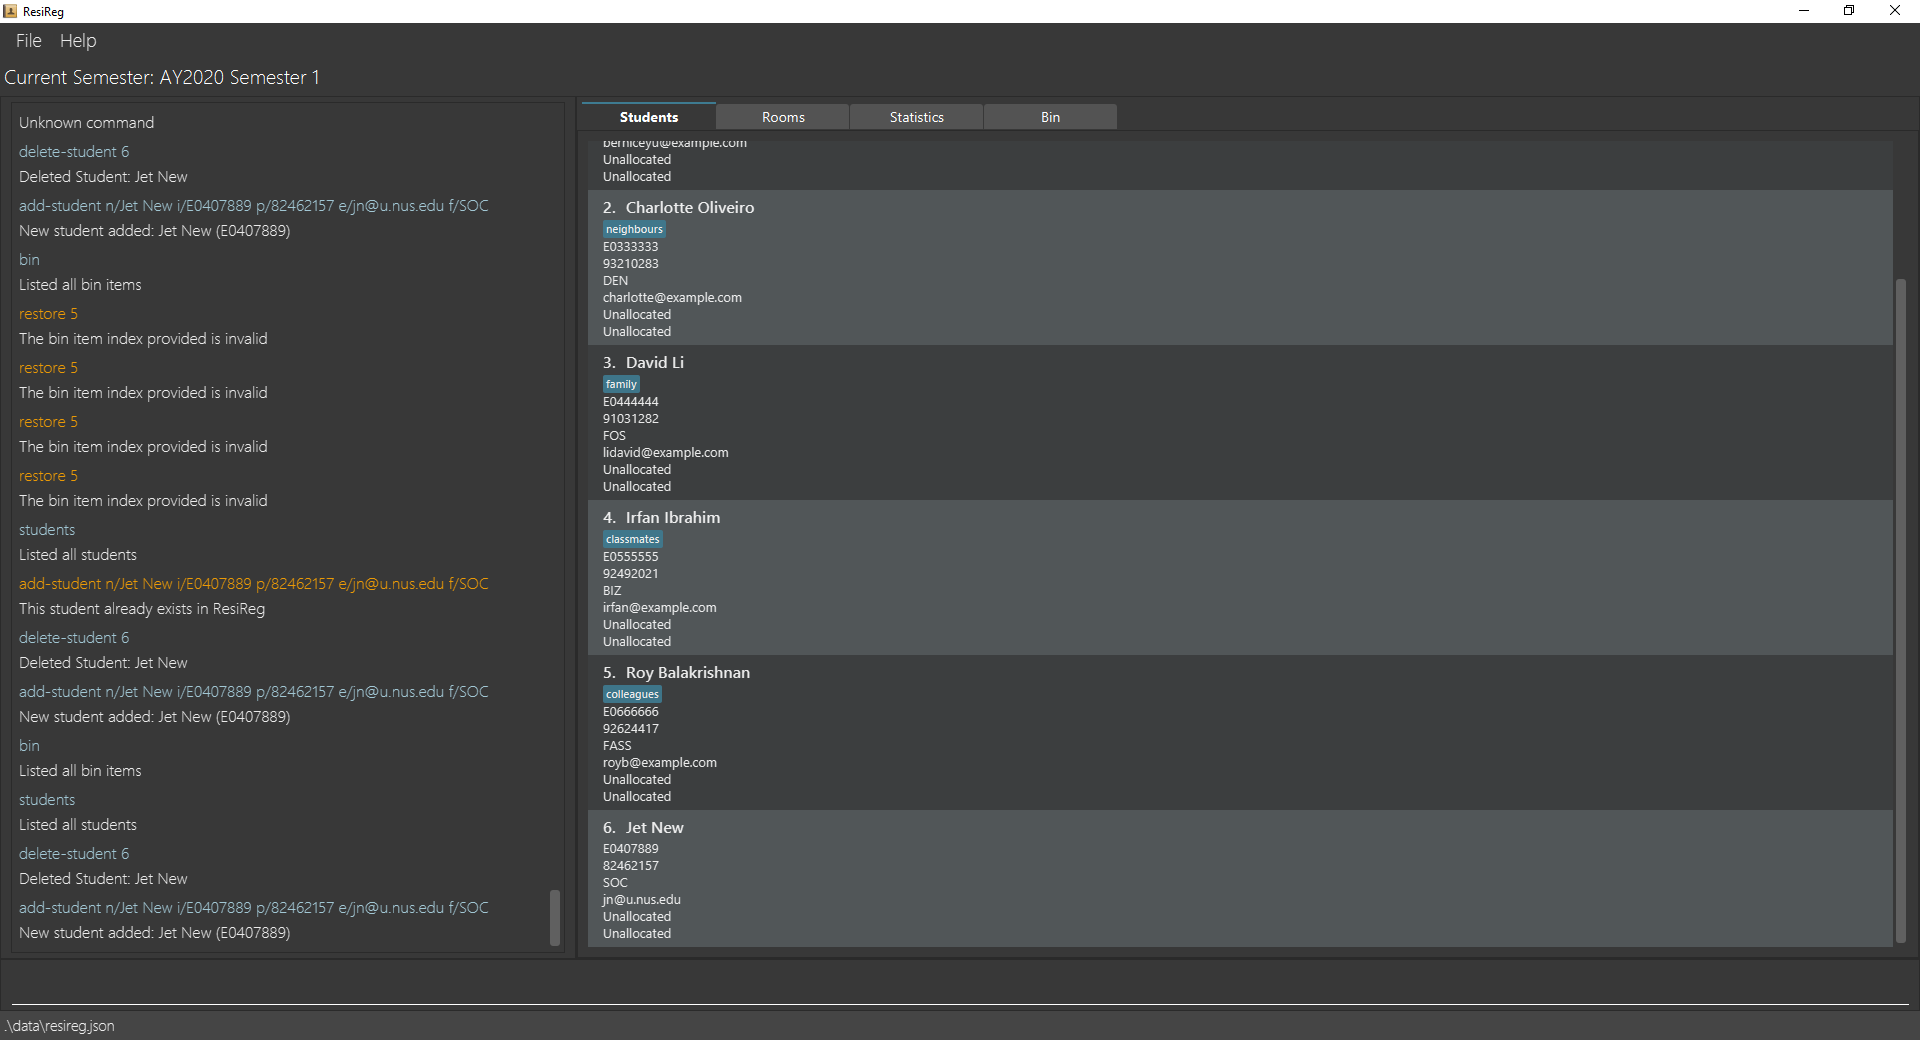 ResiReg
File Help
Current Semester: AY2020 Semester 1
Unknown command
delete-student 6
Deleted Student: Jet New
add-student n/Jet New i/E0407889 p/82462157 e/jn@u.nus.edu f/SOC
New student added: Jet New (E0407889)
bin
Listed all bin items
restore 5
The bin item index provided is invalid
restore 5
The bin item index provided is invalid
restore 5
The bin item index provided is invalid
restore 5
The bin item index provided is invalid
students
Listed all students
add-student n/Jet New i/E0407889 p/82462157 e/jn@u.nus.edu f/SOC
This student already exists in ResiReg
delete-student 6
Deleted Student: Jet New
add-student n/Jet New i/E0407889 p/82462157 e/jn@u.nus.edu f/SOC
New student added: Jet New (E0407889)
bin
Listed all bin items
students
Listed all students
delete-student 6
Deleted Student: Jet New
add-student n/Jet New i/E0407889 p/82462157 e/jn@u.nus.edu f/SOC
New student added: Jet New (E0407889)
Students Rooms Statistics Bin
berniceyu@example.com
Unallocated
Unallocated
2. Charlotte Oliveiro
neighbours
E0333333
93210283
DEN
charlotte@example.com
Unallocated
Unallocated
3. David Li
family
E0444444
91031282
FOS
lidavid@example.com
Unallocated
Unallocated
4. Irfan Ibrahim
classmates
E0555555
92492021
BIZ
irfan@example.com
Unallocated
Unallocated
5. Roy Balakrishnan
colleagues
E0666666
92624417
FASS
royb@example.com
Unallocated
Unallocated
6. Jet New
E0407889
82462157
SOC
jn@u.nus.edu
Unallocated
Unallocated
.\data\resireg.json